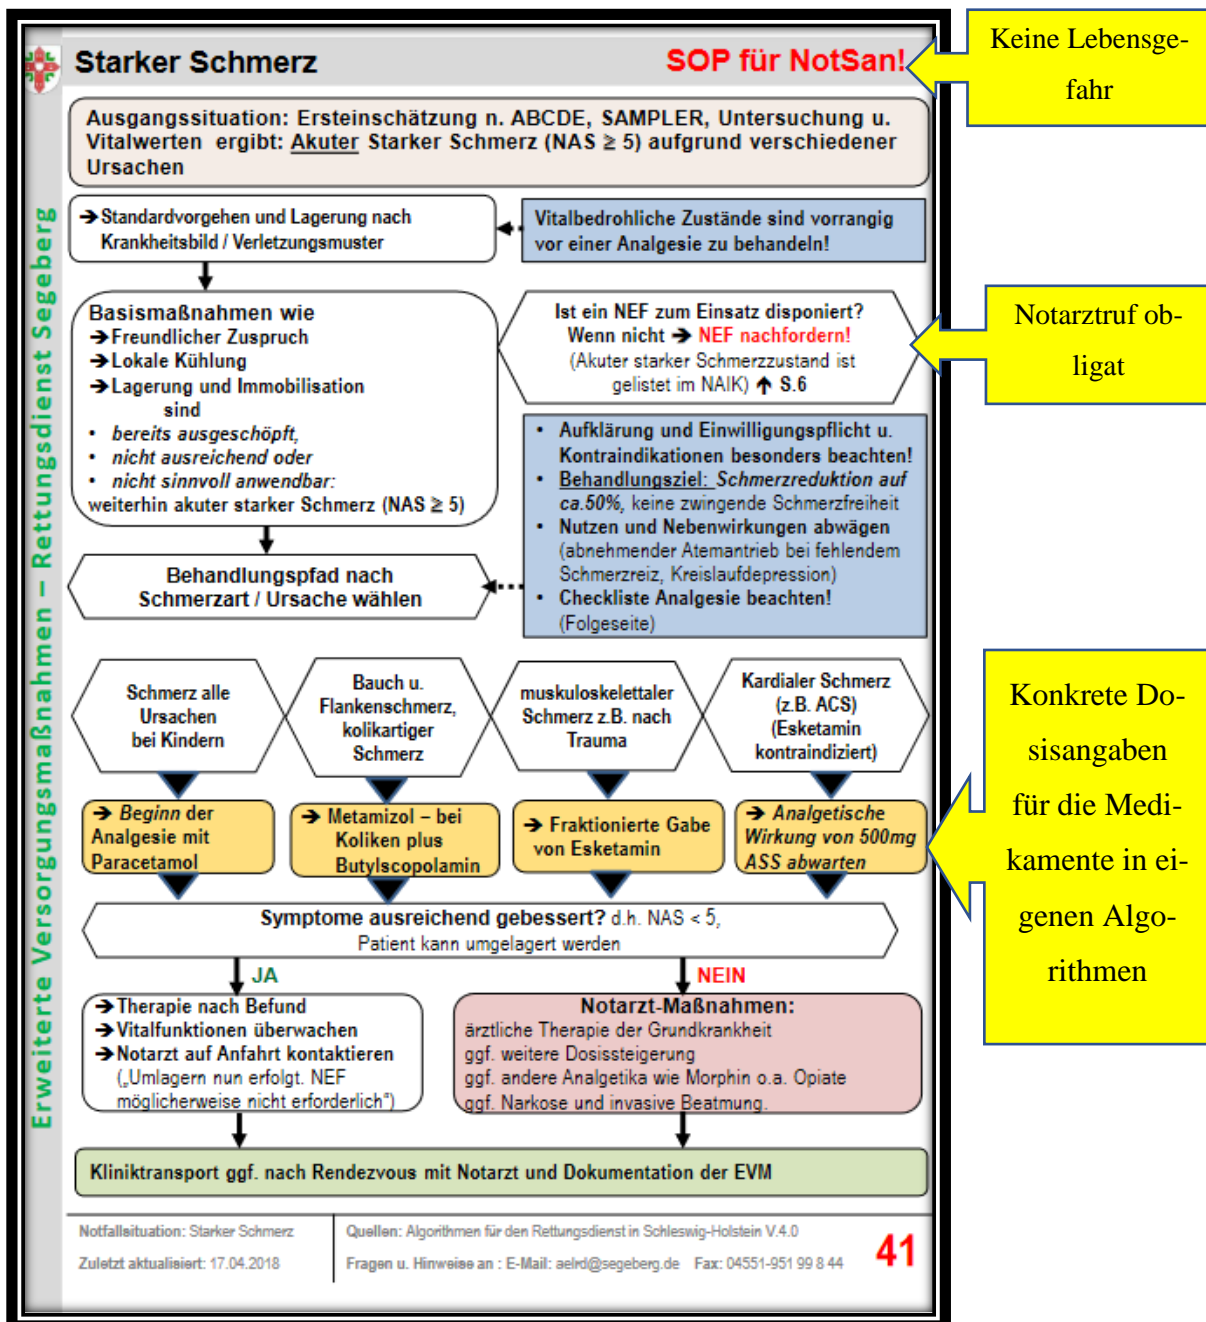 Starker Schmerz
SOP für NotSan!
Keine Lebensge-
fahr
Ausgangssituation: Ersteinschätzung n. ABCDE, SAMPLER, Untersuchung u.
Vitalwerten ergibt: Akuter Starker Schmerz (NAS ≥ 5) aufgrund verschiedener
Ursachen
➔ Standardvorgehen und Lagerung nach
Krankheitsbild / Verletzungsmuster
Vitalbedrohliche Zustände sind vorrangig
vor einer Analgesie zu behandeln!
Basismaßnahmen wie
➔ Freundlicher Zuspruch
➔ Lokale Kühlung
➔ Lagerung und Immobilisation
sind
• bereits ausgeschöpft,
• nicht ausreichend oder
• nicht sinnvoll anwendbar:
weiterhin akuter starker Schmerz (NAS ≥ 5)
Ist ein NEF zum Einsatz disponiert?
Wenn nicht ➔ NEF nachfordern!
(Akuter starker Schmerzzustand ist
gelistet im NAIK) ↑ S.6
Notarztruf ob-
ligat
• Aufklärung und Einwilligungspflicht u.
Kontraindikationen besonders beachten!
• Behandlungsziel: Schmerzreduktion auf
ca.50%, keine zwingende Schmerzfreiheit
• Nutzen und Nebenwirkungen abwägen
(abnehmender Atemantrieb bei fehlendem
Schmerzreiz, Kreislaufdepression)
• Checkliste Analgesie beachten!
(Folgeseite)
Behandlungspfad nach
Schmerzart / Ursache wählen
Schmerz alle
Ursachen
bei Kindern
Bauch u.
Flankenschmerz,
kolikartiger
Schmerz
muskuloskelettaler
Schmerz z.B. nach
Trauma
Kardialer Schmerz
(z.B. ACS)
(Esketamin
kontraindiziert)
➔ Beginn der
Analgesie mit
Paracetamol
➔ Metamizol – bei
Koliken plus
Butylscopolamin
➔ Fraktionierte Gabe
von Esketamin
➔ Analgetische
Wirkung von 500mg
ASS abwarten
Konkrete Do-
sisangaben
für die Medi-
kamente in ei-
genen Algo-
rithmen
Symptome ausreichend gebessert? d.h. NAS < 5,
Patient kann umgelagert werden
JA
NEIN
➔ Therapie nach Befund
➔ Vitalfunktionen überwachen
➔ Notarzt auf Anfahrt kontaktieren
(„Umlagern nun erfolgt. NEF
möglicherweise nicht erforderlich“)
Notarzt-Maßnahmen:
ärztliche Therapie der Grundkrankheit
ggf. weitere Dosissteigerung
ggf. andere Analgetika wie Morphin o.a. Opiate
ggf. Narkose und invasive Beatmung.
Kliniktransport ggf. nach Rendezvous mit Notarzt und Dokumentation der EVM
Notfallsituation: Starker Schmerz
Zuletzt aktualisiert: 17.04.2018
Quellen: Algorithmen für den Rettungsdienst in Schleswig-Holstein V.4.0
Fragen u. Hinweise an : E-Mail: aelrd@segeberg.de Fax: 04551-951 99 8 44
41
Erweiterte Versorgungsmaßnahmen – Rettungsdienst Segeberg